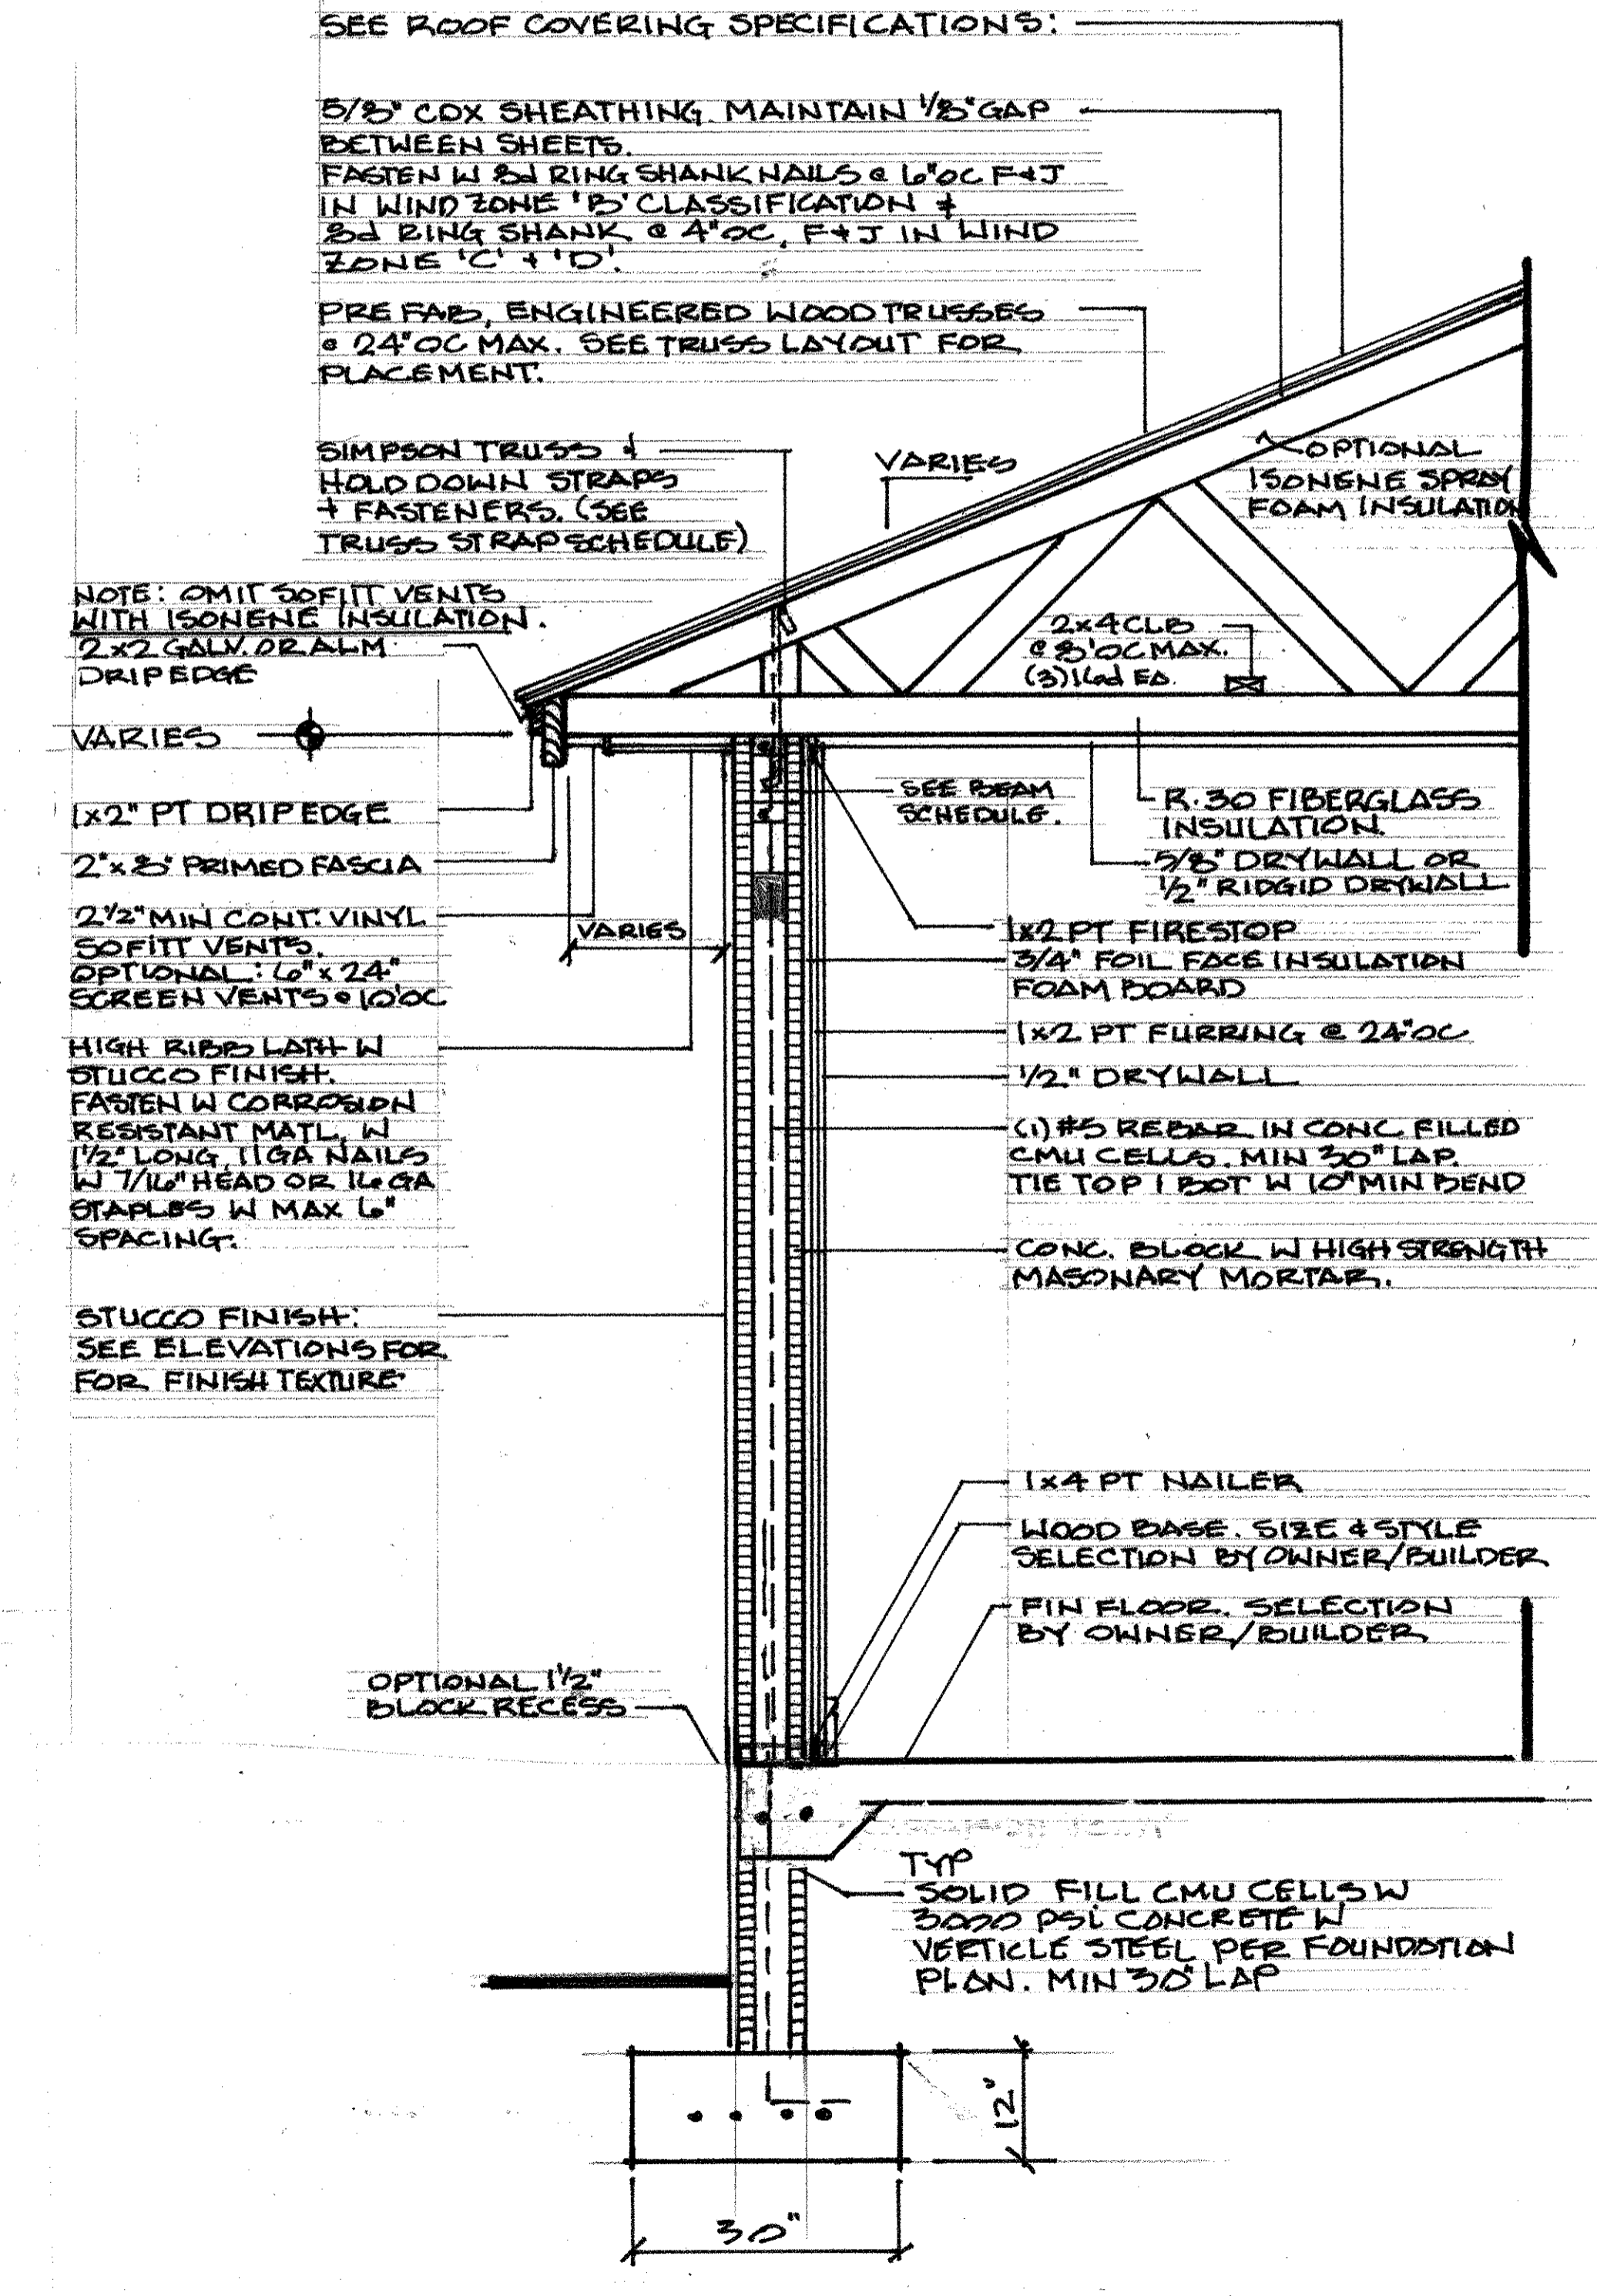 SEE ROOF COVERING SPECIFICATIONS:
5/8" CDX SHEATHING MAINTAIN 1/8" GAP
BETWEEN SHEETS.
FASTEN W 8d RING SHANK NAILS @ 6"OC F+J
IN WIND ZONE 'B' CLASSIFICATION +
8d RING SHANK @ 4"OC, F+J IN WIND
ZONE 'C' + 'D'.
PRE FAB, ENGINEERED WOOD TRUSSES
@ 24"OC MAX. SEE TRUSS LAYOUT FOR
PLACEMENT.
SIMPSON TRUSS &
HOLD DOWN STRAPS
+ FASTENERS. (SEE
TRUSS STRAP SCHEDULE)
VARIES
OPTIONAL
ISONENE SPRAY
FOAM INSULATION
NOTE: OMIT SOFITT VENTS
WITH ISONENE INSULATION.
2x2 GALV. OR ALM
DRIP EDGE
2x4 CLB
@ 8'OC MAX.
(3) 16d EA.
VARIES
1x2" PT DRIP EDGE
2"x8" PRIMED FASCIA
2 1/2" MIN CONT. VINYL
SOFITT VENTS.
OPTIONAL: 6"x24"
SCREEN VENTS @ 10'OC
VARIES
HIGH RIBB LATH W
STUCCO FINISH.
FASTEN W CORROSION
RESISTANT MATL, W
1 1/2" LONG, 11GA NAILS
W 7/16" HEAD OR 16 GA
STAPLES W MAX 6"
SPACING.
STUCCO FINISH:
SEE ELEVATIONS FOR
FOR FINISH TEXTURE
SEE BEAM
SCHEDULE.
R-30 FIBERGLASS
INSULATION.
5/8" DRYWALL OR
1/2" RIDGID DRYWALL
1x2 PT FIRESTOP
3/4" FOIL FACE INSULATION
FOAM BOARD
1x2 PT FURRING @ 24"OC
1/2" DRYWALL
(1) #5 REBAR IN CONC FILLED
CMU CELLS. MIN 30" LAP.
TIE TOP 1 BOT W 10" MIN BEND
CONC. BLOCK W HIGH STRENGTH
MASONARY MORTAR.
1x4 PT NAILER
WOOD BASE. SIZE & STYLE
SELECTION BY OWNER/BUILDER
FIN FLOOR. SELECTION
BY OWNER/BUILDER
OPTIONAL 1 1/2"
BLOCK RECESS
TYP
SOLID FILL CMU CELLS W
3000 PSI CONCRETE W
VERTICLE STEEL PER FOUNDATION
PLAN. MIN 30" LAP
12"
30"